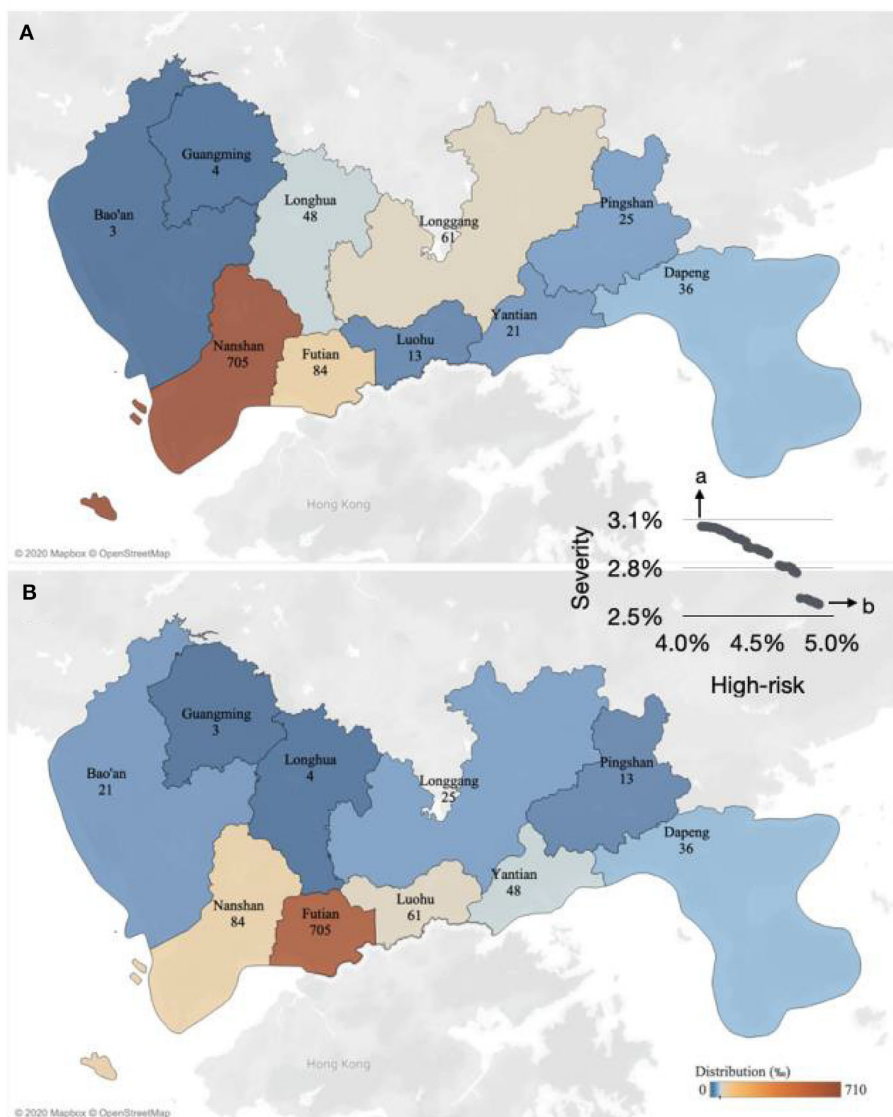 A
Guangming
4
Bao'an
3
Longhua
48
Longgang
61
Pingshan
25
Dapeng
36
Nanshan
705
Futian
84
Luohu
13
Yantian
21
Hong Kong
© 2020 Mapbox © OpenStreetMap
a
3.1%
2.8%
2.5%
Severity
b
4.0% 4.5% 5.0%
High-risk
B
Guangming
3
Bao'an
21
Longhua
4
Longgang
25
Pingshan
13
Dapeng
36
Nanshan
84
Futian
705
Luohu
61
Yantian
48
Hong Kong
Distribution (‰)
0 710
© 2020 Mapbox © OpenStreetMap